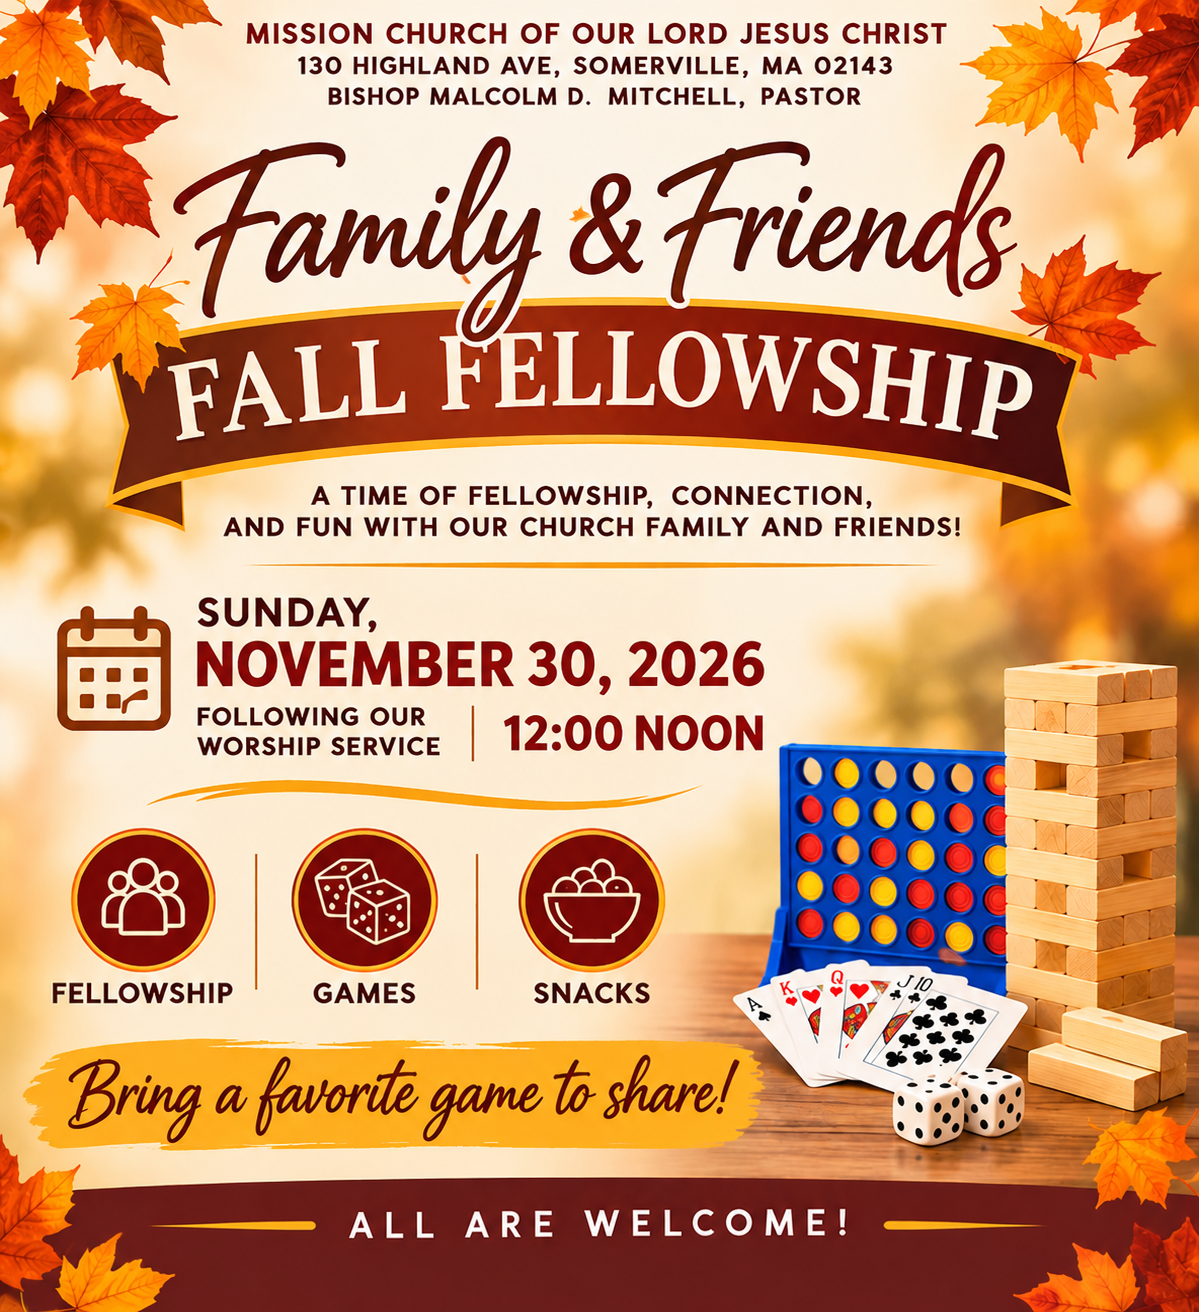 MISSION CHURCH OF OUR LORD JESUS CHRIST
130 HIGHLAND AVE, SOMERVILLE, MA 02143
BISHOP MALCOLM D. MITCHELL, PASTOR
Family & Friends
FALL FELLOWSHIP
A TIME OF FELLOWSHIP, CONNECTION,
AND FUN WITH OUR CHURCH FAMILY AND FRIENDS!
SUNDAY,
NOVEMBER 30, 2026
FOLLOWING OUR
WORSHIP SERVICE
12:00 NOON
FELLOWSHIP
GAMES
SNACKS
A K Q J 10
Bring a favorite game to share!
ALL ARE WELCOME!